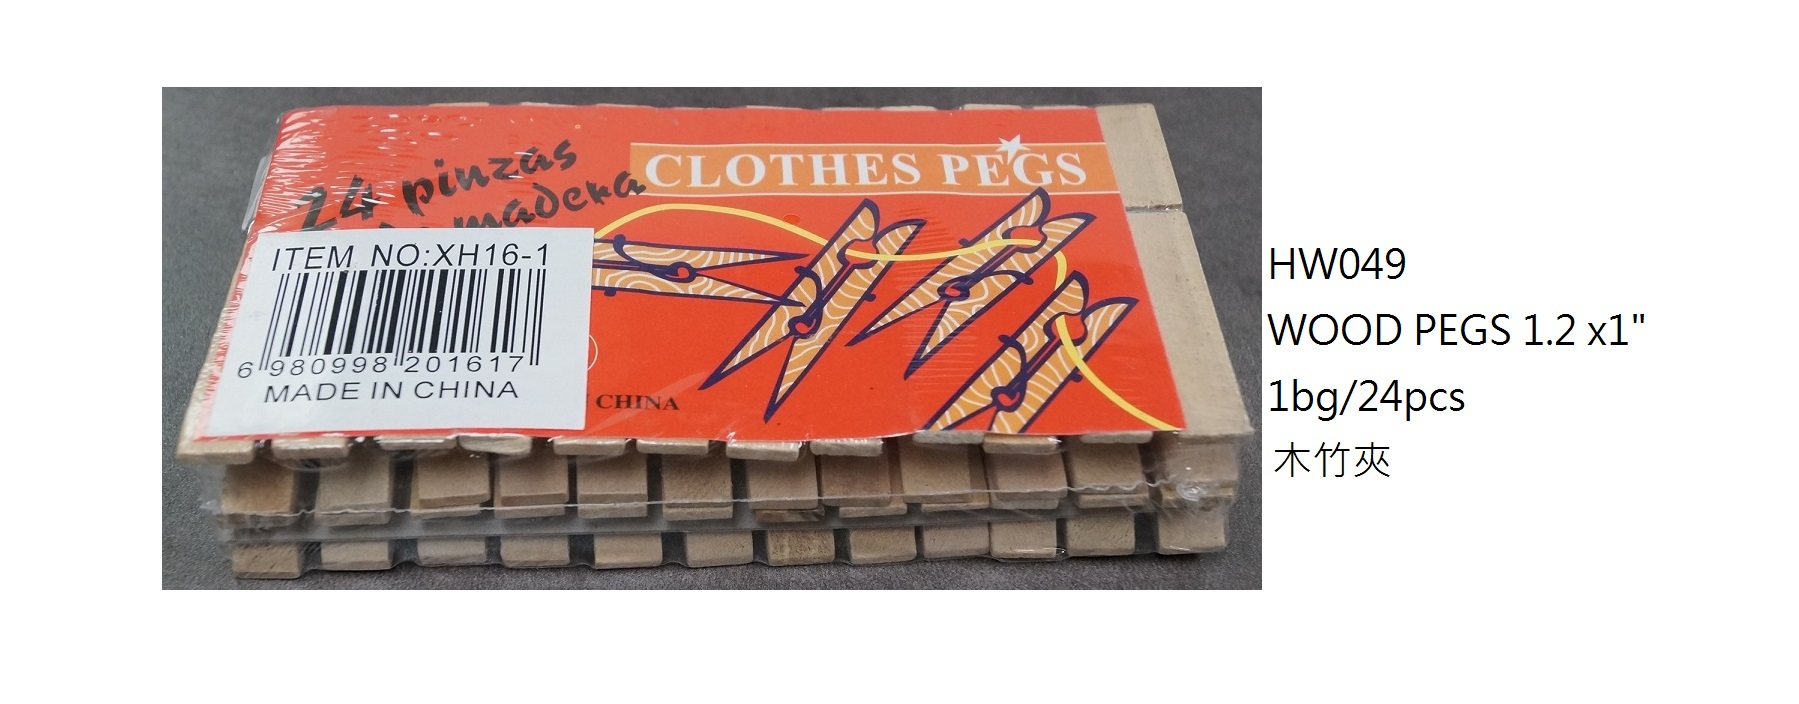 24 pinzas
madera
CLOTHES PEGS
ITEM NO:XH16-1
6 980998 201617
MADE IN CHINA
CHINA
HW049
WOOD PEGS 1.2 x1"
1bg/24pcs
木竹夾